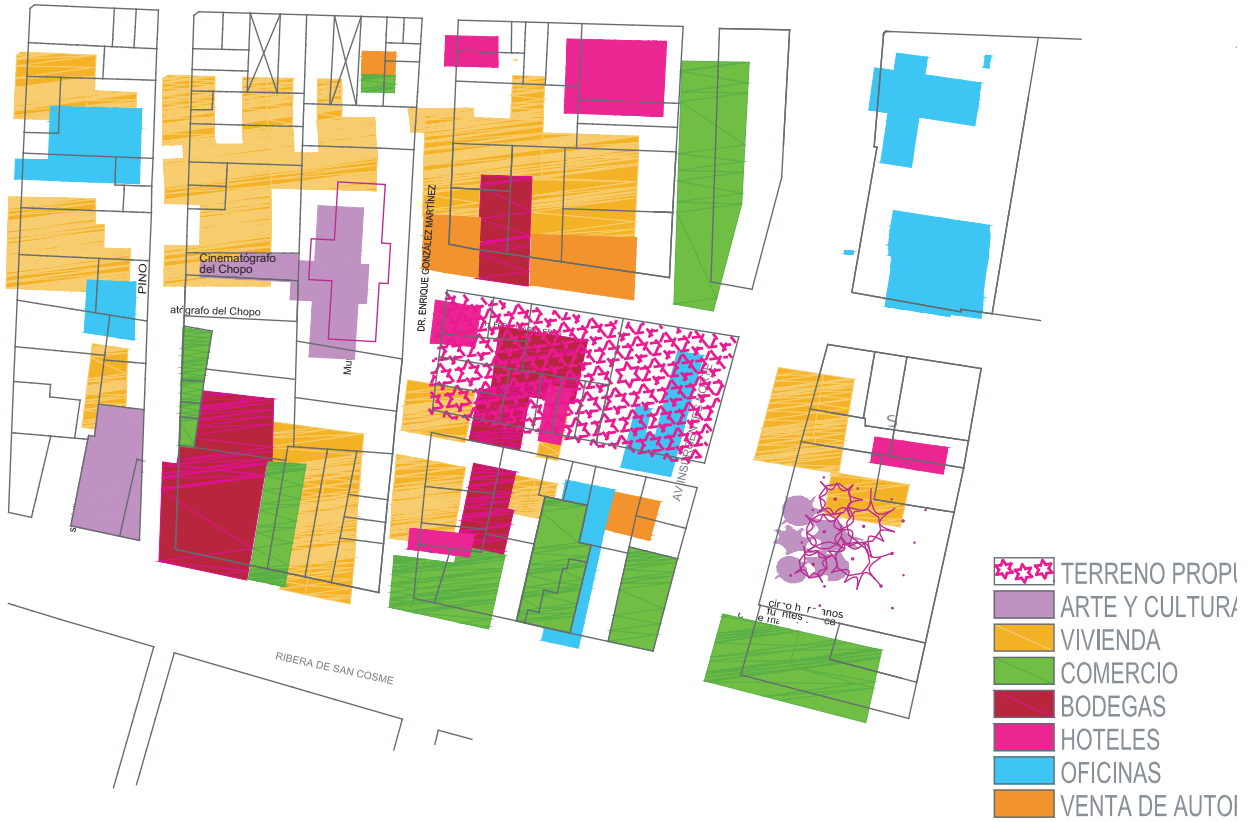 PINO
DR. ENRIQUE GONZÁLEZ MARTÍNEZ
Cinematógrafo
del Chopo
grafo del Chopo
RIBERA DE SAN COSME
TERRENO PROPU
ARTE Y CULTURA
VIVIENDA
COMERCIO
BODEGAS
HOTELES
OFICINAS
VENTA DE AUTO